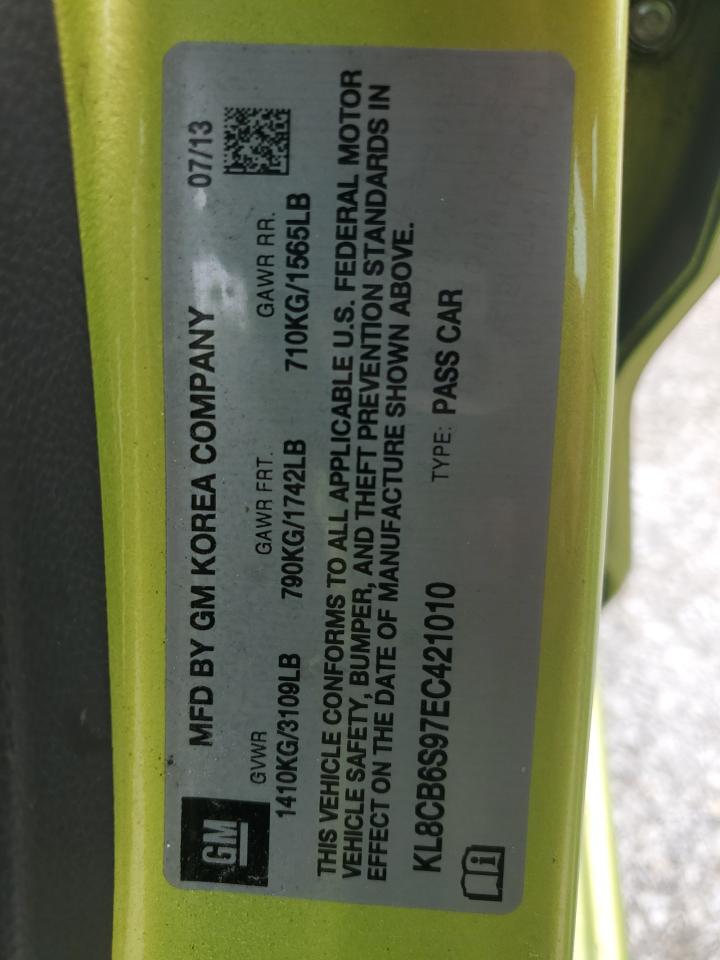 GM
MFD BY GM KOREA COMPANY 07/13
GVWR GAWR FRT. GAWR RR.
1410KG/3109LB 790KG/1742LB 710KG/1565LB
THIS VEHICLE CONFORMS TO ALL APPLICABLE U.S. FEDERAL MOTOR
VEHICLE SAFETY, BUMPER, AND THEFT PREVENTION STANDARDS IN
EFFECT ON THE DATE OF MANUFACTURE SHOWN ABOVE.
KL8CB6S97EC421010 TYPE: PASS CAR